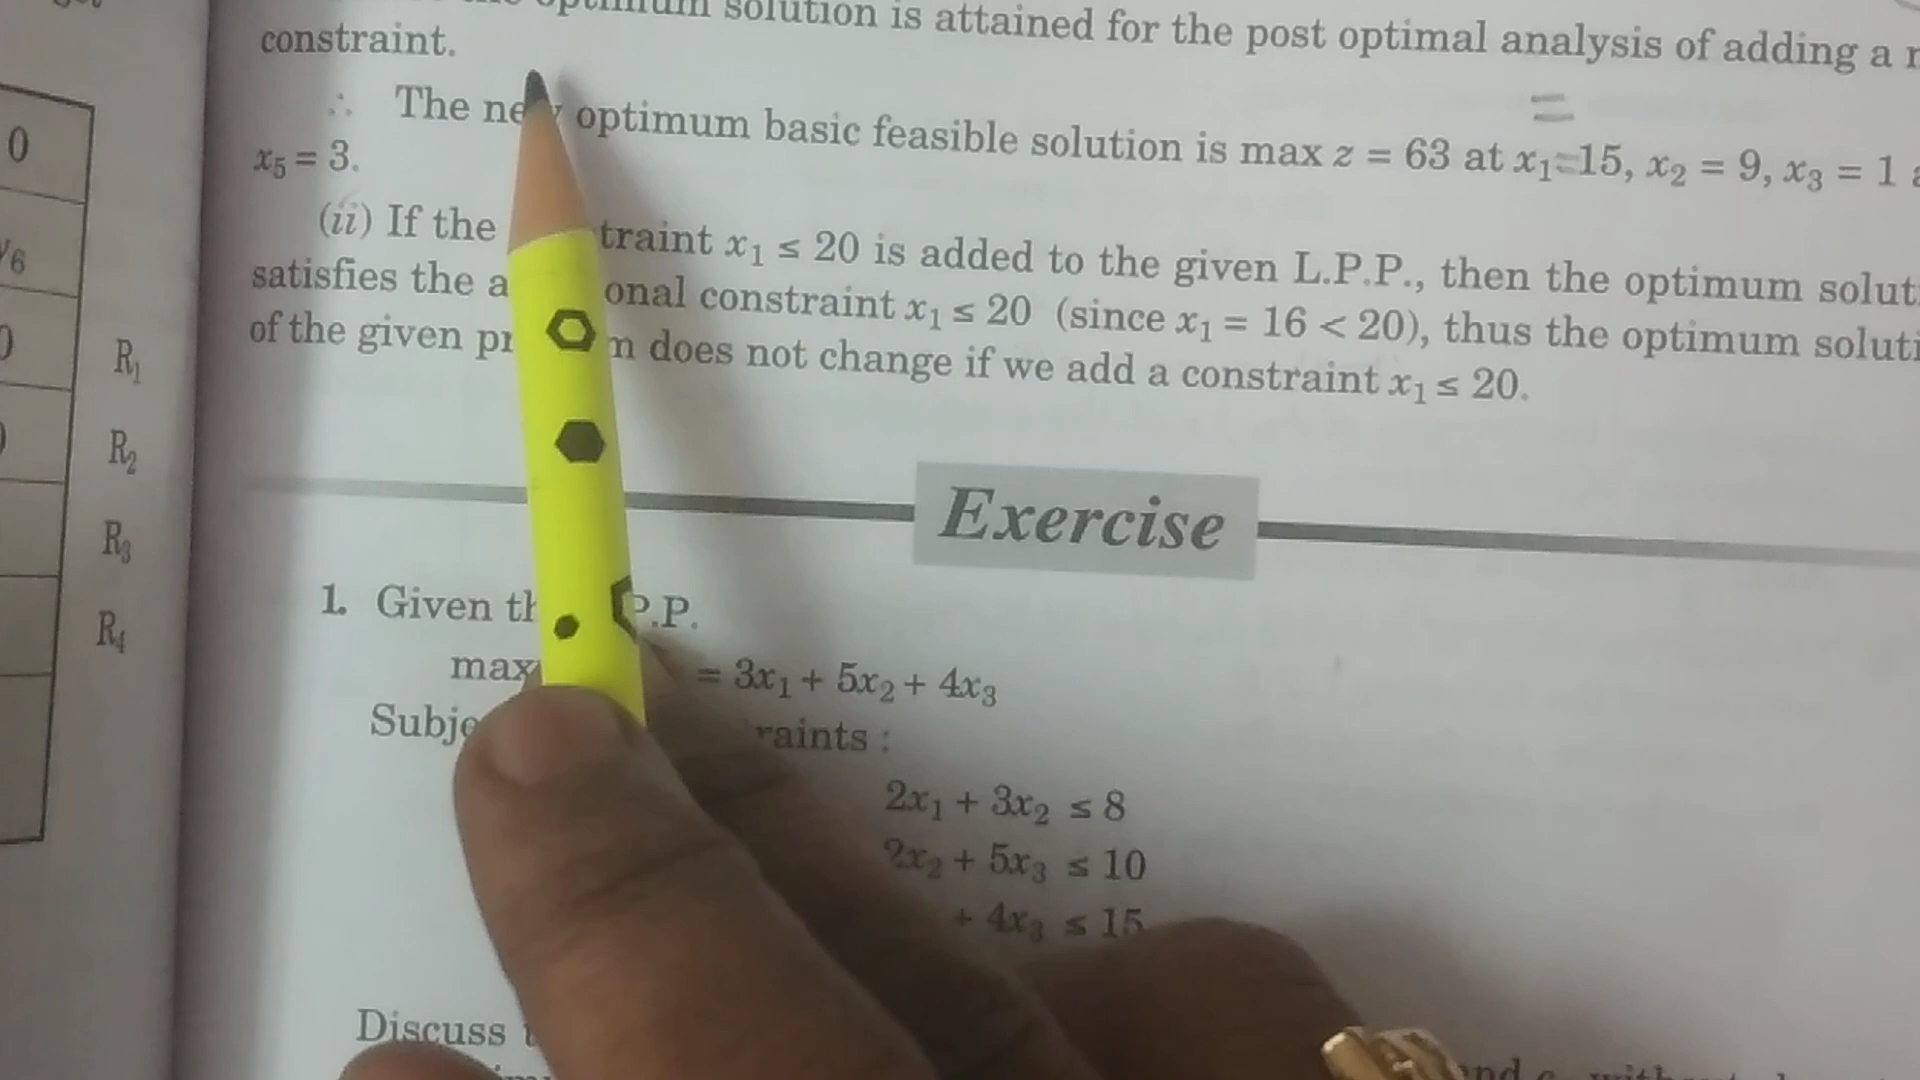 solution is attained for the post optimal analysis of adding a
constraint.
∴ The optimum basic feasible solution is max z = 63 at x₁=15, x₂ = 9, x₃ = 1
x₅ = 3.
(ii) If the traint x₁ ≤ 20 is added to the given L.P.P., then the optimum solut
satisfies the a onal constraint x₁ ≤ 20 (since x₁ = 16 < 20), thus the optimum soluti
of the given pr m does not change if we add a constraint x₁ ≤ 20.
0
R₁
R₂
R₃
R₄
Exercise
1. Given th P.P.
max = 3x₁ + 5x₂ + 4x₃
Subje raints :
2x₁ + 3x₂ ≤ 8
2x₂ + 5x₃ ≤ 10
+ 4x₃ ≤ 15
Discuss